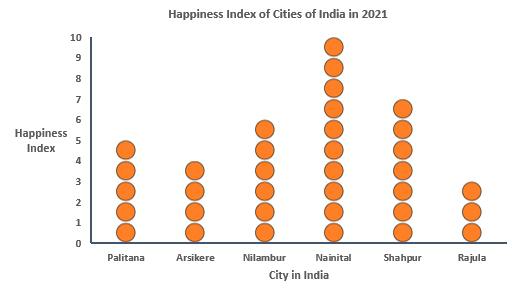 Happiness Index of Cities of India in 2021
10
9
8
7
6
5
4
3
2
1
0
Happiness
Index
Palitana Arsikere Nilambur Nainital Shahpur Rajula
City in India